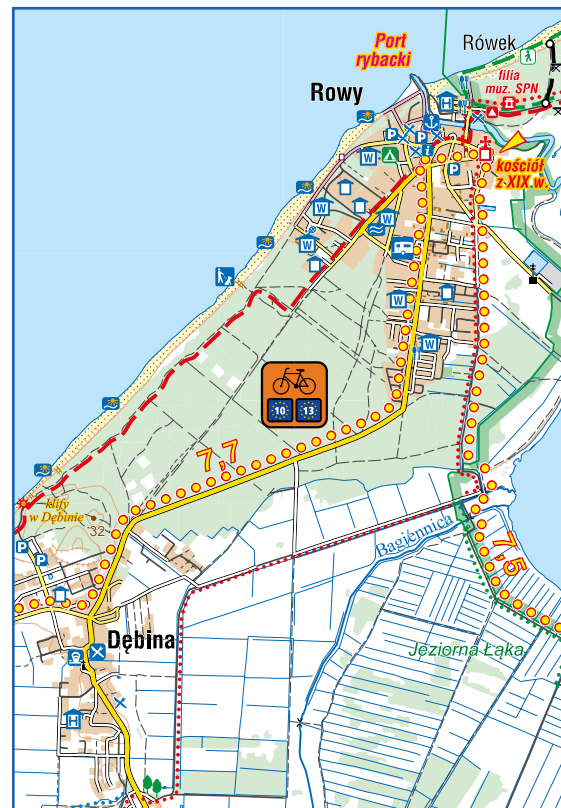 Port
rybacki
Rówek
filia
muz. SPN
Rowy
H
W
P
P
i
kościół
z XIX w.
W
P
W
W
W
W
W
10 13
7,7
klify
w Dębinie
32
P
P
Bagiennica
7,5
Dębina
Jeziorna Łąka
H